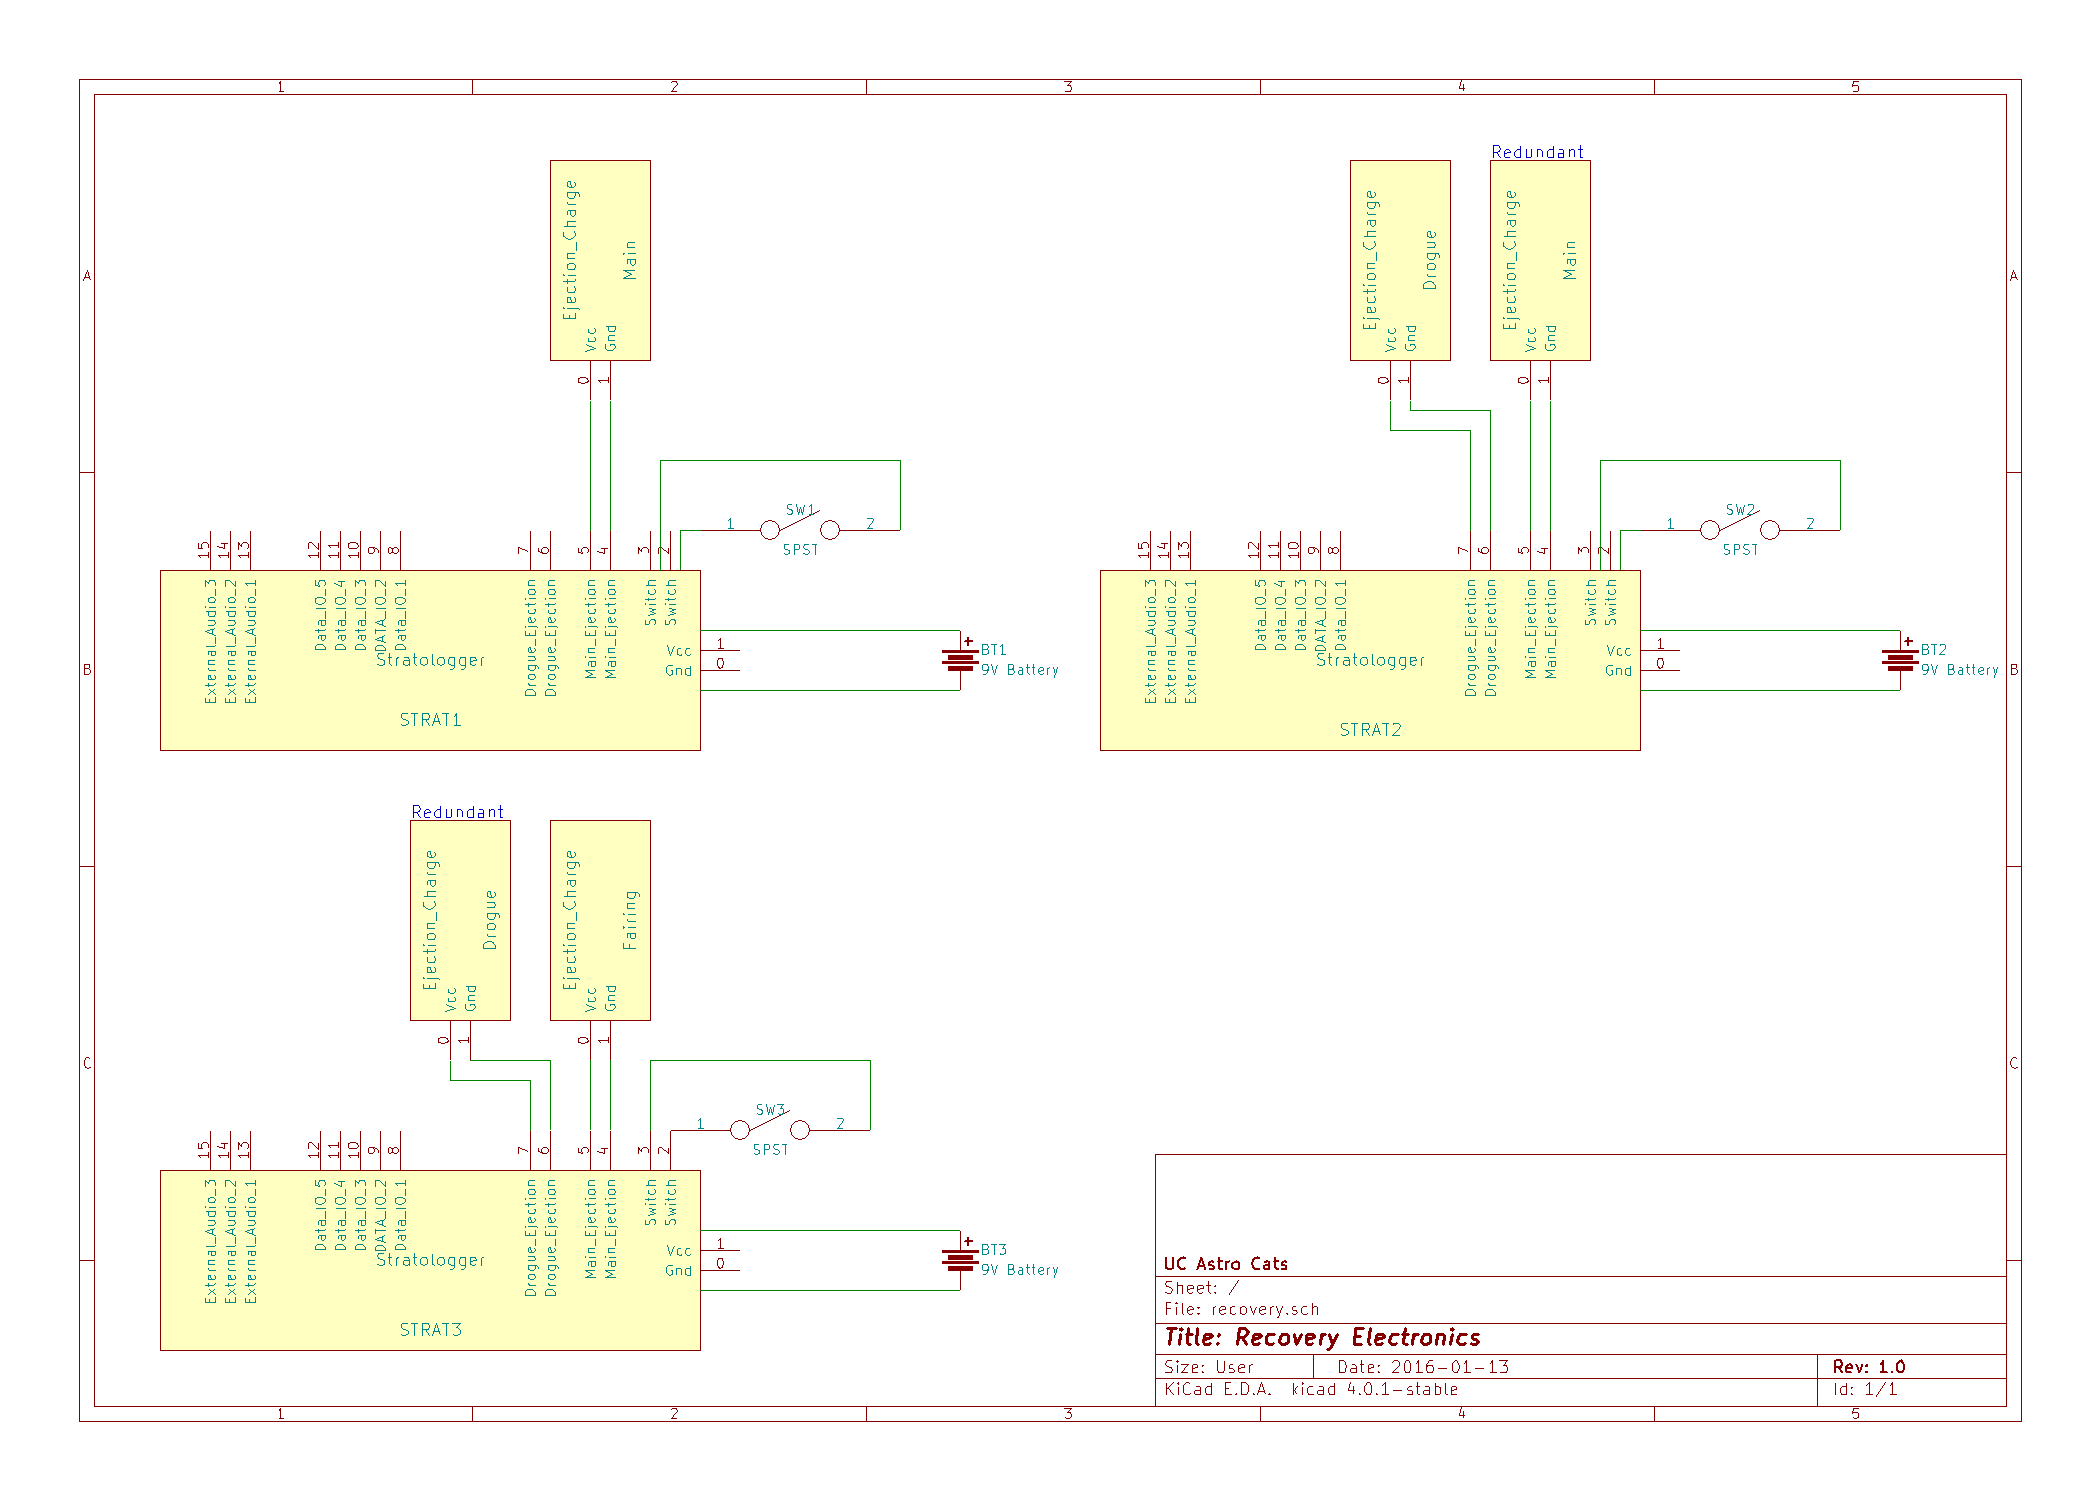 1 2 3 4 5
A A
B B
C C
Ejection_Charge
Main
Vcc
Gnd
0 1
SW1
1 2
SPST
15 14 13 12 11 10 9 8 7 6 5 4 3 2
External_Audio_3
External_Audio_2
External_Audio_1
Data_IO_5
Data_IO_4
Data_IO_3
DATA_IO_2
Data_IO_1
Drogue_Ejection
Drogue_Ejection
Main_Ejection
Main_Ejection
Switch
Switch
Vcc 1
Gnd 0
Stratologger
STRAT1
+
BT1
9V Battery
Ejection_Charge
Drogue
Vcc
Gnd
0 1
Redundant
Ejection_Charge
Main
Vcc
Gnd
0 1
SW2
1 2
SPST
15 14 13 12 11 10 9 8 7 6 5 4 3 2
External_Audio_3
External_Audio_2
External_Audio_1
Data_IO_5
Data_IO_4
Data_IO_3
DATA_IO_2
Data_IO_1
Drogue_Ejection
Drogue_Ejection
Main_Ejection
Main_Ejection
Switch
Switch
Vcc 1
Gnd 0
Stratologger
STRAT2
+
BT2
9V Battery
Redundant
Ejection_Charge
Drogue
Vcc
Gnd
0 1
Ejection_Charge
Fairing
Vcc
Gnd
0 1
SW3
1 2
SPST
15 14 13 12 11 10 9 8 7 6 5 4 3 2
External_Audio_3
External_Audio_2
External_Audio_1
Data_IO_5
Data_IO_4
Data_IO_3
DATA_IO_2
Data_IO_1
Drogue_Ejection
Drogue_Ejection
Main_Ejection
Main_Ejection
Switch
Switch
Vcc 1
Gnd 0
Stratologger
STRAT3
+
BT3
9V Battery
UC Astro Cats
Sheet: /
File: recovery.sch
Title: Recovery Electronics
Size: User Date: 2016-01-13 Rev: 1.0
KiCad E.D.A. kicad 4.0.1-stable Id: 1/1
1 2 3 4 5